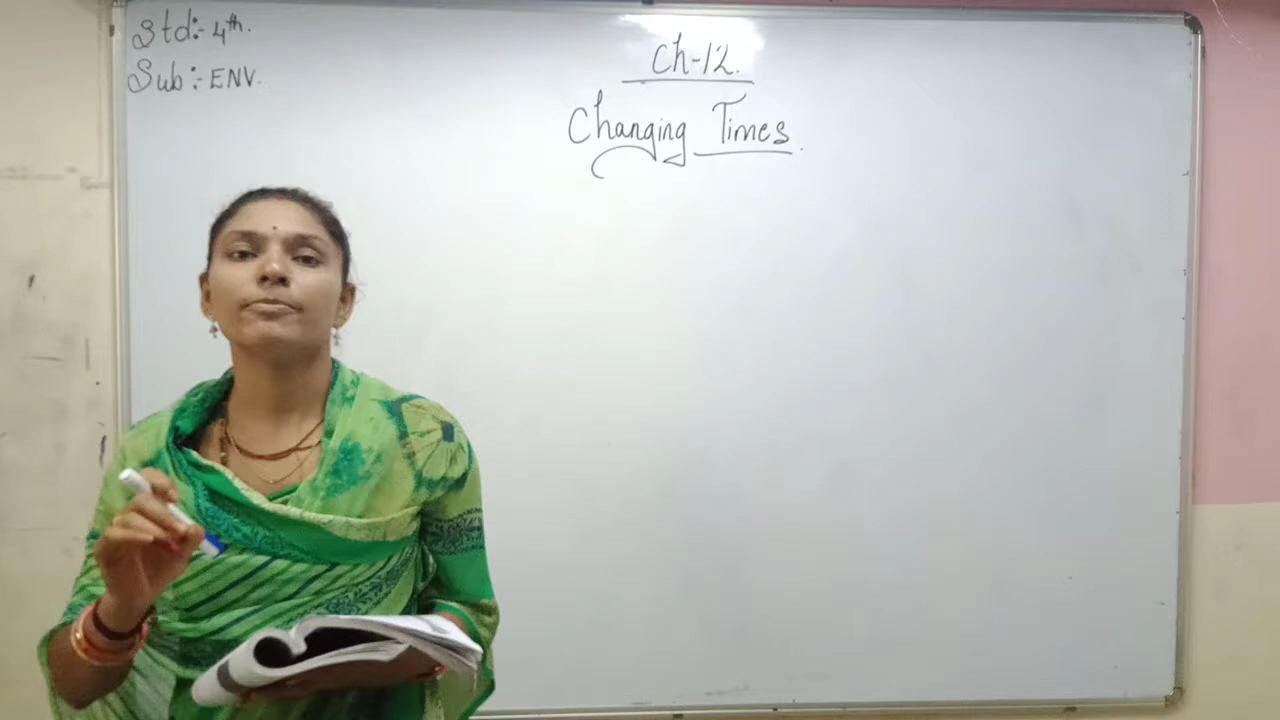 Std:- 4th.
Sub:- ENV.
Ch-12.
Changing Times.